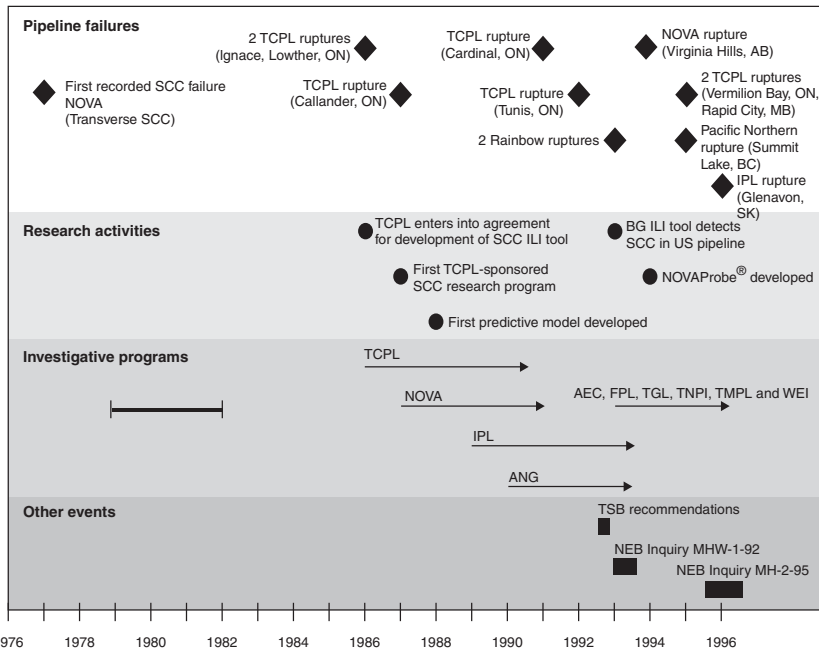 Pipeline failures
2 TCPL ruptures
(Ignace, Lowther, ON)
TCPL rupture
(Cardinal, ON)
NOVA rupture
(Virginia Hills, AB)
First recorded SCC failure
NOVA
(Transverse SCC)
TCPL rupture
(Callander, ON)
TCPL rupture
(Tunis, ON)
2 TCPL ruptures
(Vermilion Bay, ON,
Rapid City, MB)
2 Rainbow ruptures
Pacific Northern
rupture (Summit
Lake, BC)
IPL rupture
(Glenavon,
SK)
Research activities
TCPL enters into agreement
for development of SCC ILI tool
BG ILI tool detects
SCC in US pipeline
First TCPL-sponsored
SCC research program
NOVAProbe® developed
First predictive model developed
Investigative programs
TCPL
NOVA
AEC, FPL, TGL, TNPI, TMPL and WEI
IPL
ANG
Other events
TSB recommendations
NEB Inquiry MHW-1-92
NEB Inquiry MH-2-95
976 1978 1980 1982 1984 1986 1988 1990 1992 1994 1996